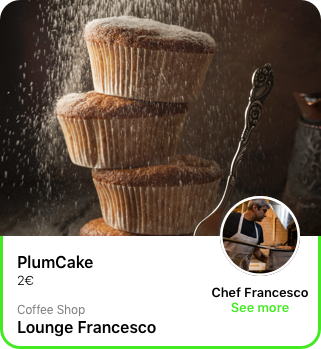 PlumCake
2€
Chef Francesco
See more
Coffee Shop
Lounge Francesco